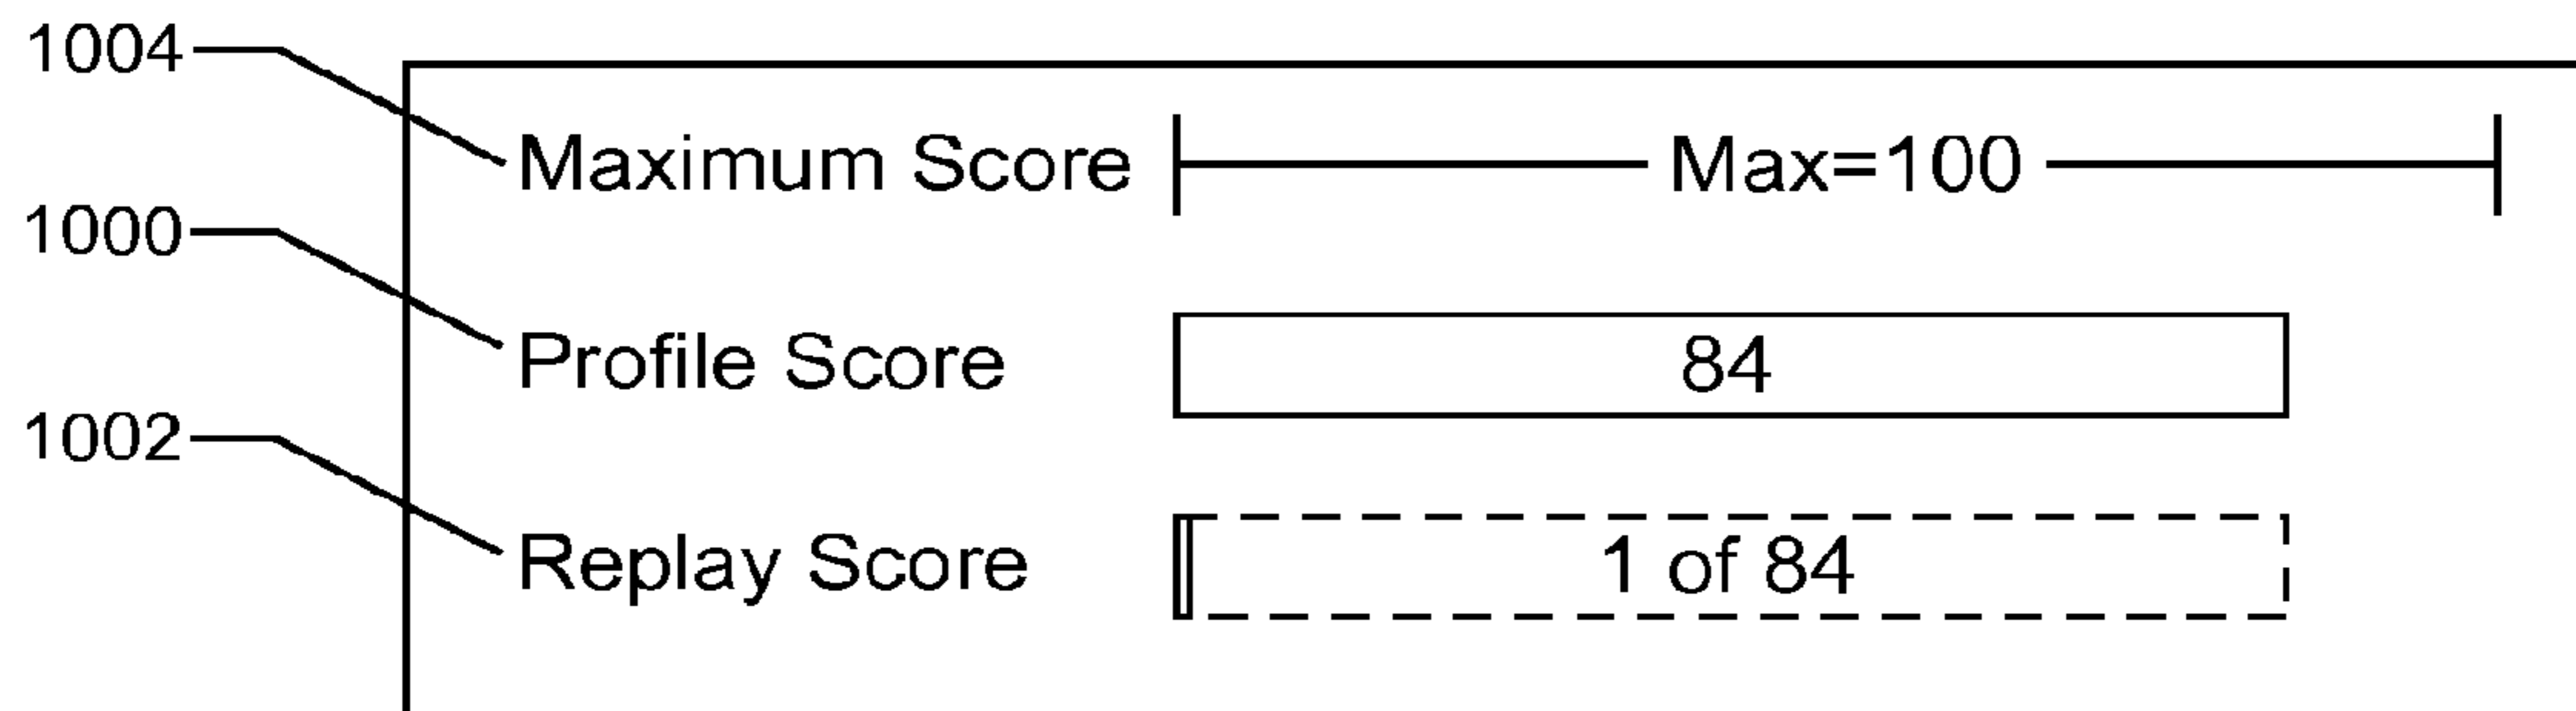 1004
Maximum Score Max=100
1000
Profile Score 84
1002
Replay Score 1 of 84